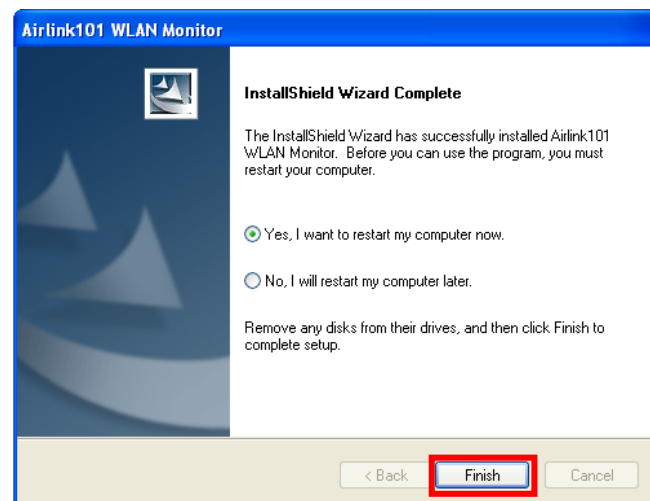 Airlink101 WLAN Monitor
InstallShield Wizard Complete
The InstallShield Wizard has successfully installed Airlink101
WLAN Monitor. Before you can use the program, you must
restart your computer.
Yes, I want to restart my computer now.
No, I will restart my computer later.
Remove any disks from their drives, and then click Finish to
complete setup.
< Back Finish Cancel